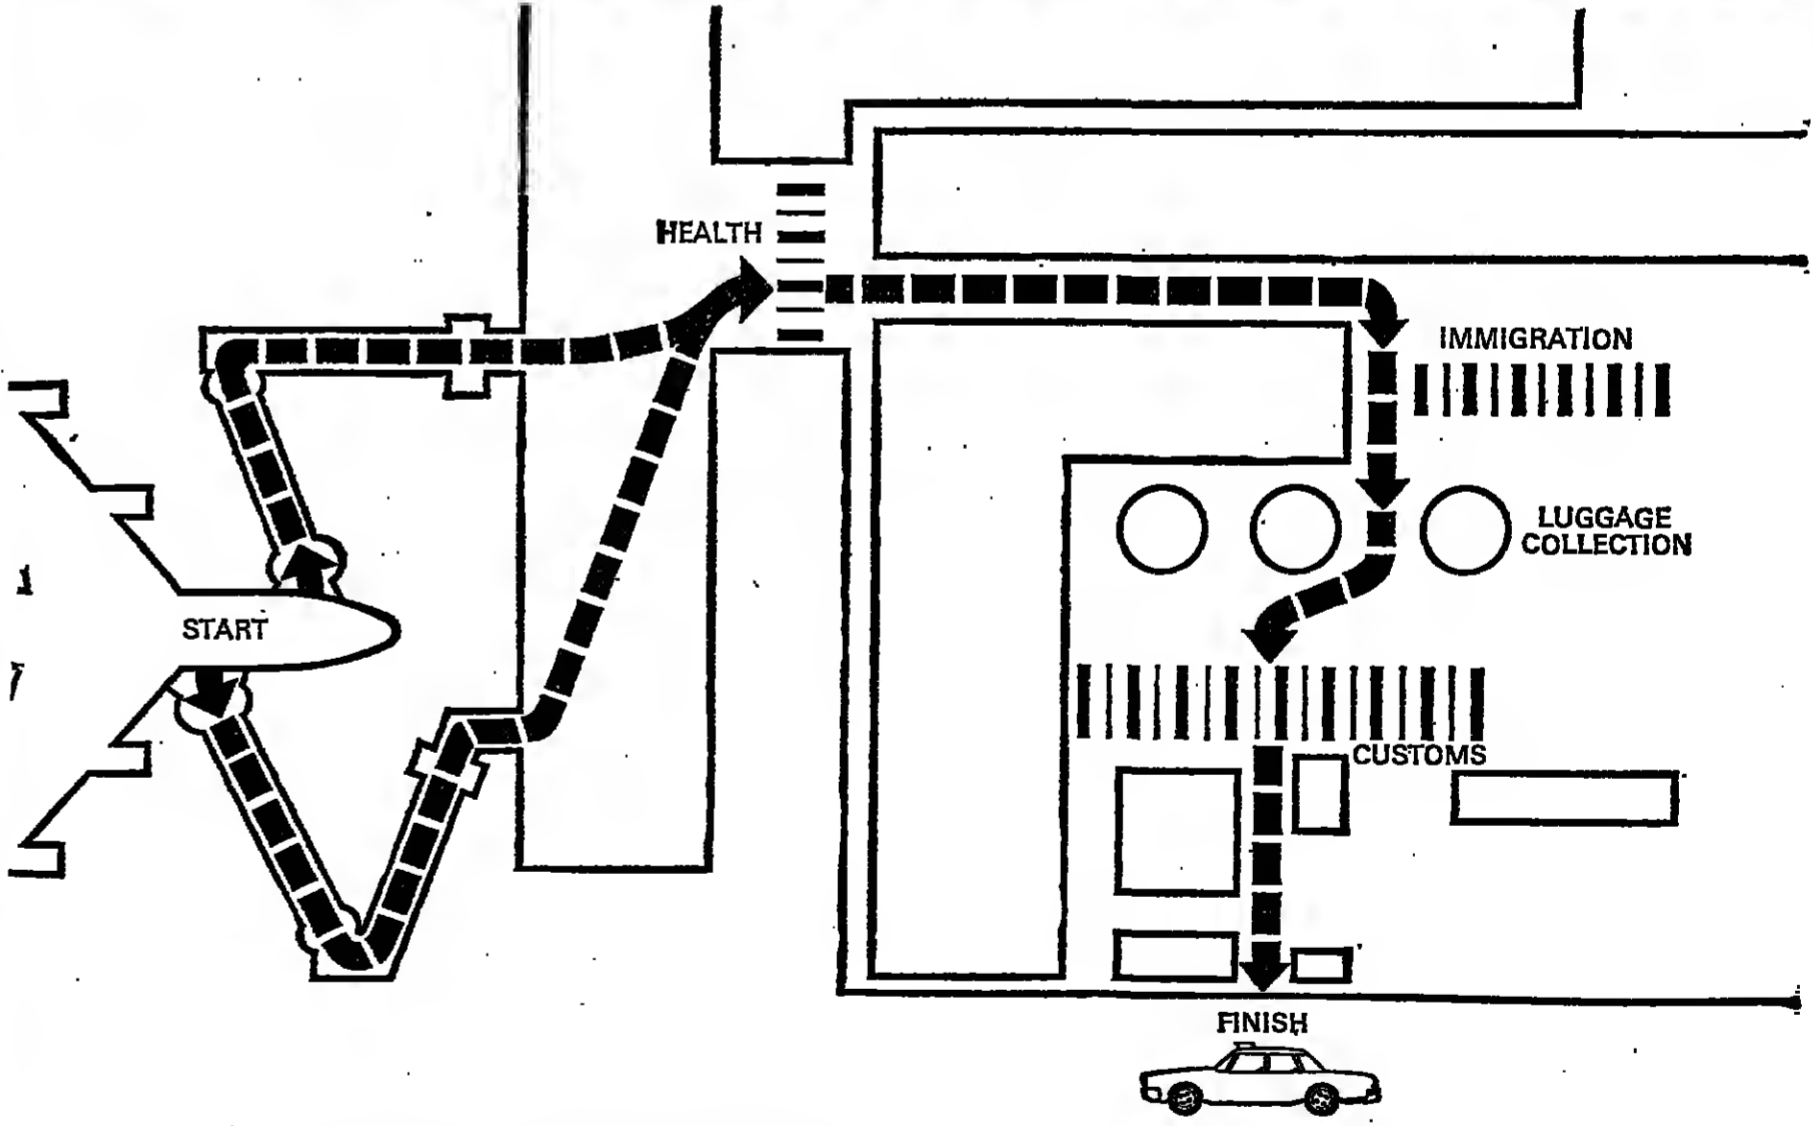 HEALTH
IMMIGRATION
LUGGAGE
COLLECTION
START
CUSTOMS
FINISH